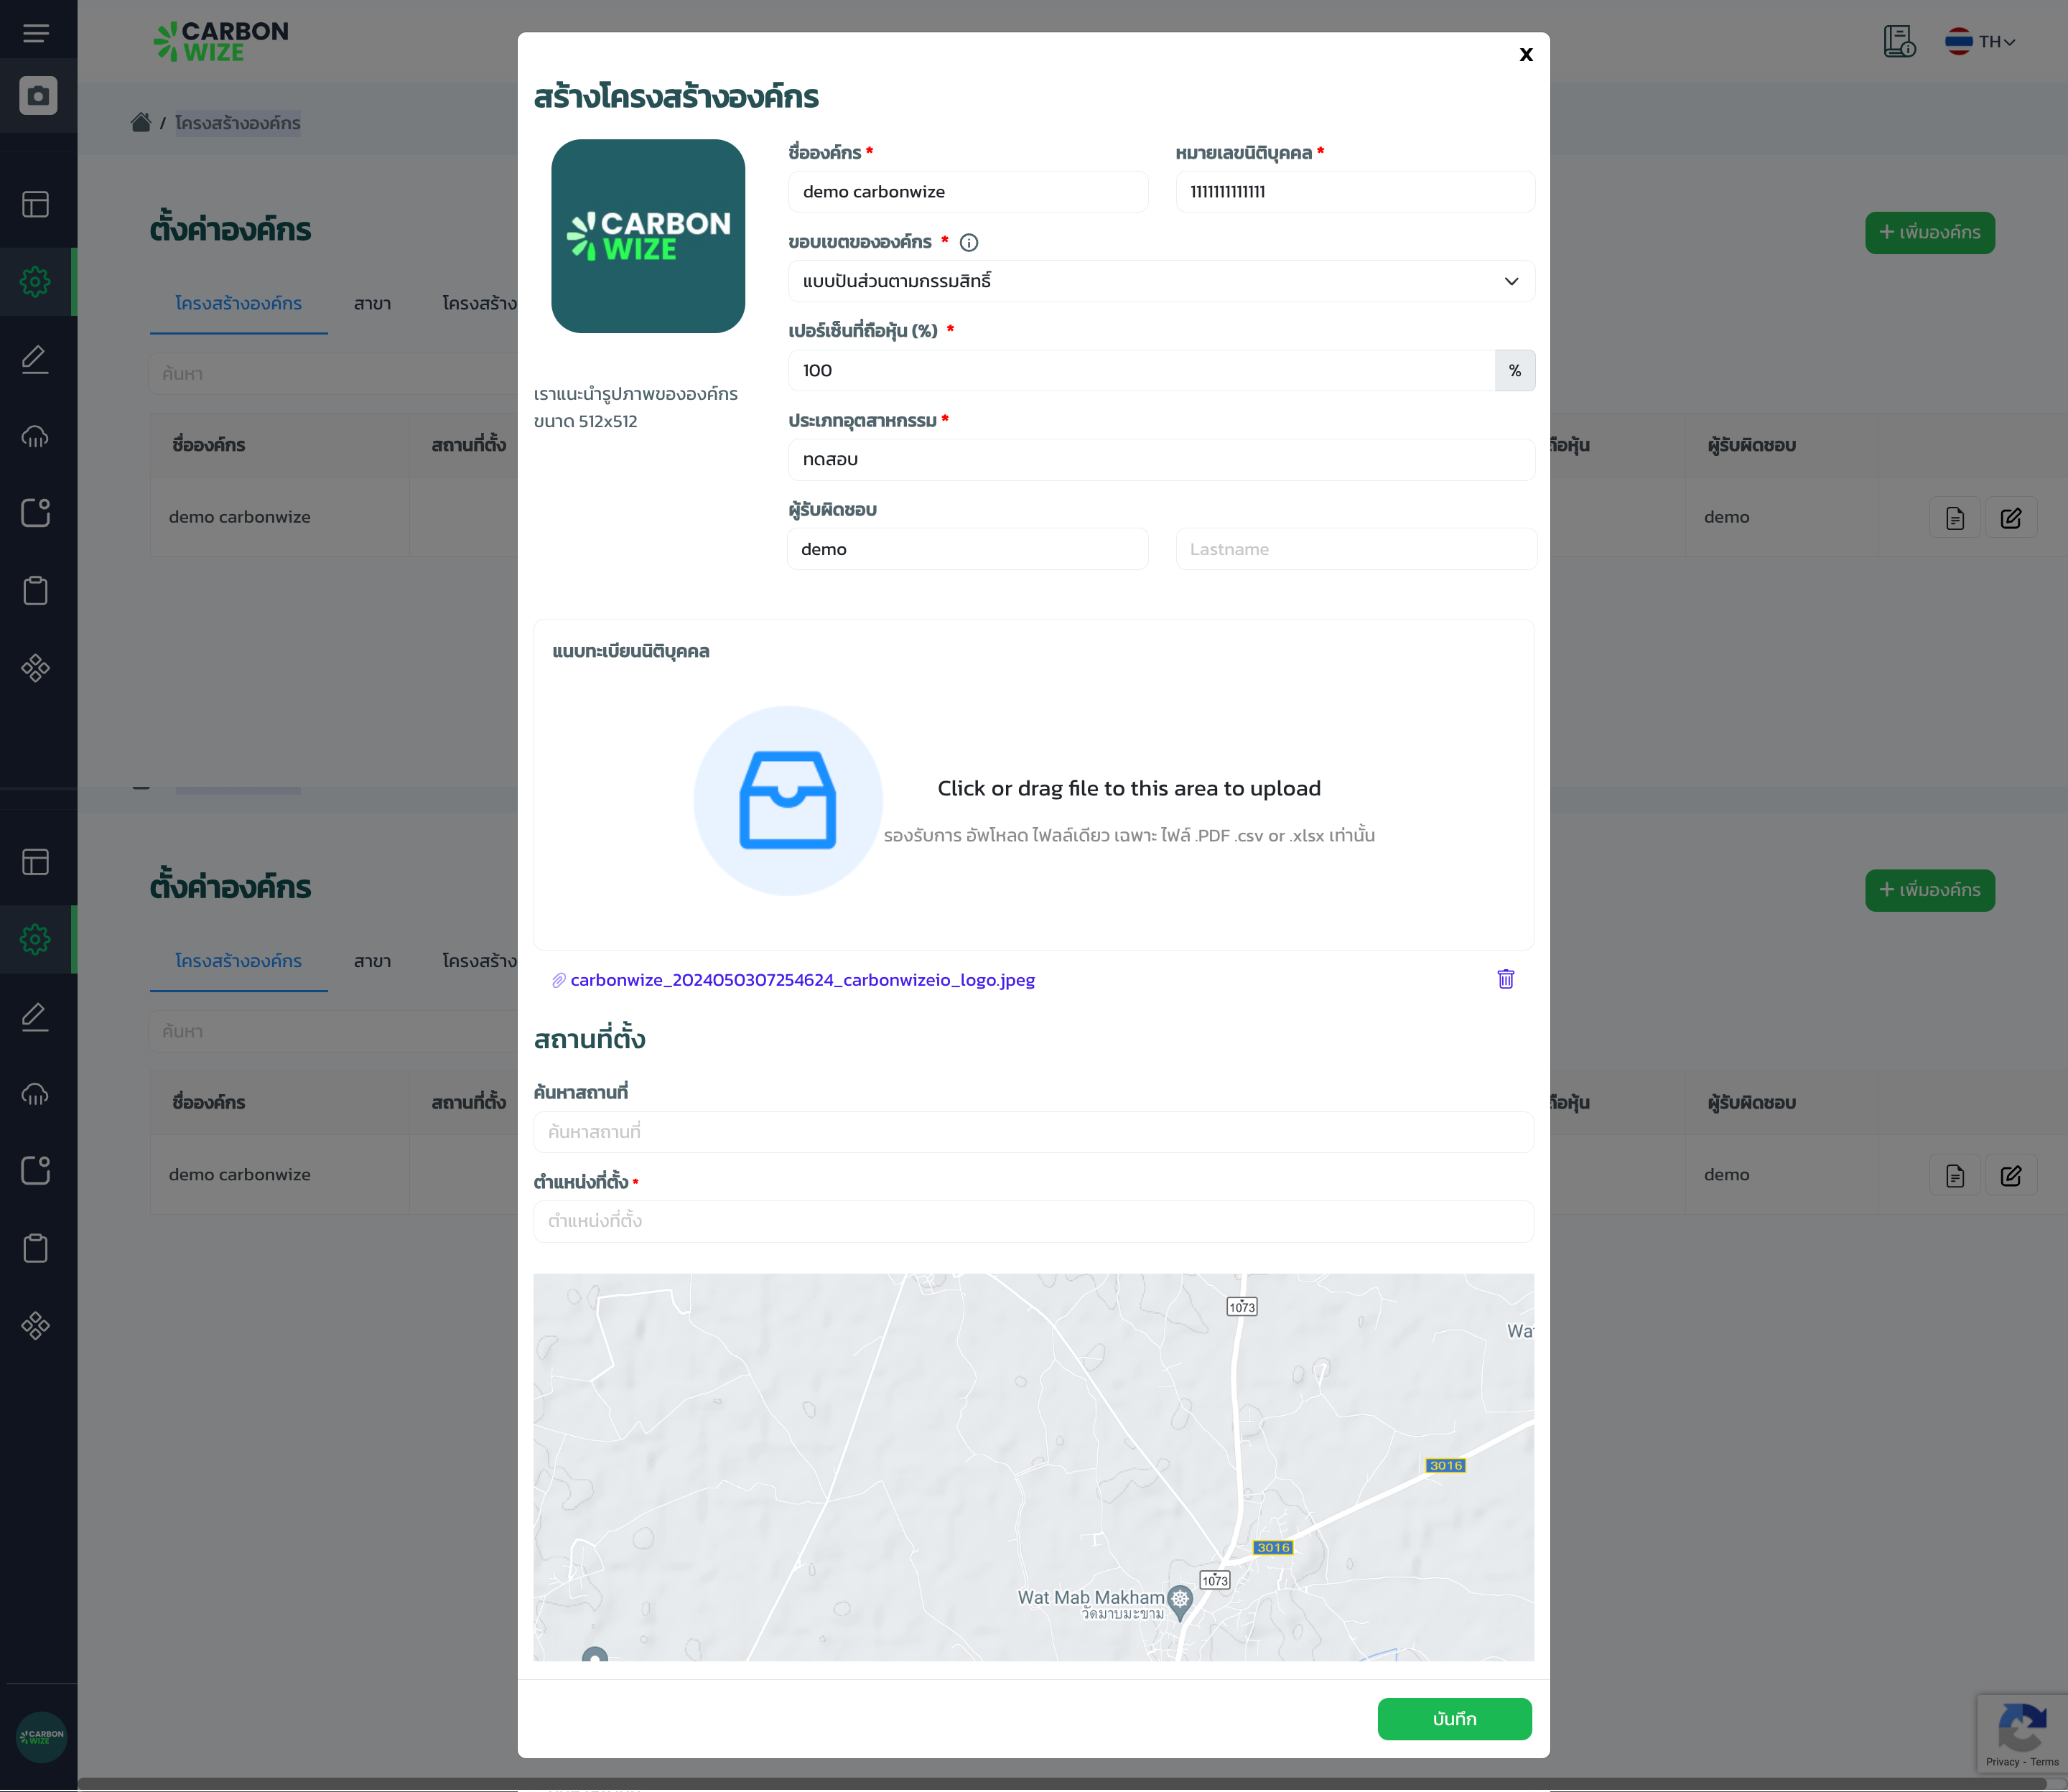 CARBON
WIZE
TH
/ โครงสร้างองค์กร
ตั้งค่าองค์กร
+ เพิ่มองค์กร
โครงสร้างองค์กร
สาขา
โครงสร้าง
ค้นหา
ชื่อองค์กร
สถานที่ตั้ง
ถือหุ้น
ผู้รับผิดชอบ
demo carbonwize
demo
x
สร้างโครงสร้างองค์กร
CARBON
WIZE
เราแนะนำรูปภาพขององค์กร
ขนาด 512x512
ชื่อองค์กร *
หมายเลขนิติบุคคล *
demo carbonwize
1111111111111
ขอบเขตขององค์กร *
แบบปันส่วนตามกรรมสิทธิ์
เปอร์เซ็นที่ถือหุ้น (%) *
100
%
ประเภทอุตสาหกรรม *
ทดสอบ
ผู้รับผิดชอบ
demo
Lastname
แนบทะเบียนนิติบุคคล
Click or drag file to this area to upload
รองรับการ อัพโหลด ไฟลล์เดียว เฉพาะ ไฟล์ .PDF .csv or .xlsx เท่านั้น
carbonwize_2024050307254624_carbonwizeio_logo.jpeg
สถานที่ตั้ง
ค้นหาสถานที่
ค้นหาสถานที่
ตำแหน่งที่ตั้ง *
ตำแหน่งที่ตั้ง
1073
Wat
3016
3016
1073
Wat Mab Makham
วัดมาบมะขาม
บันทึก
ตั้งค่าองค์กร
+ เพิ่มองค์กร
โครงสร้างองค์กร
สาขา
โครงสร้าง
ค้นหา
ชื่อองค์กร
สถานที่ตั้ง
ถือหุ้น
ผู้รับผิดชอบ
demo carbonwize
demo
CARBON
WIZE
Privacy - Terms